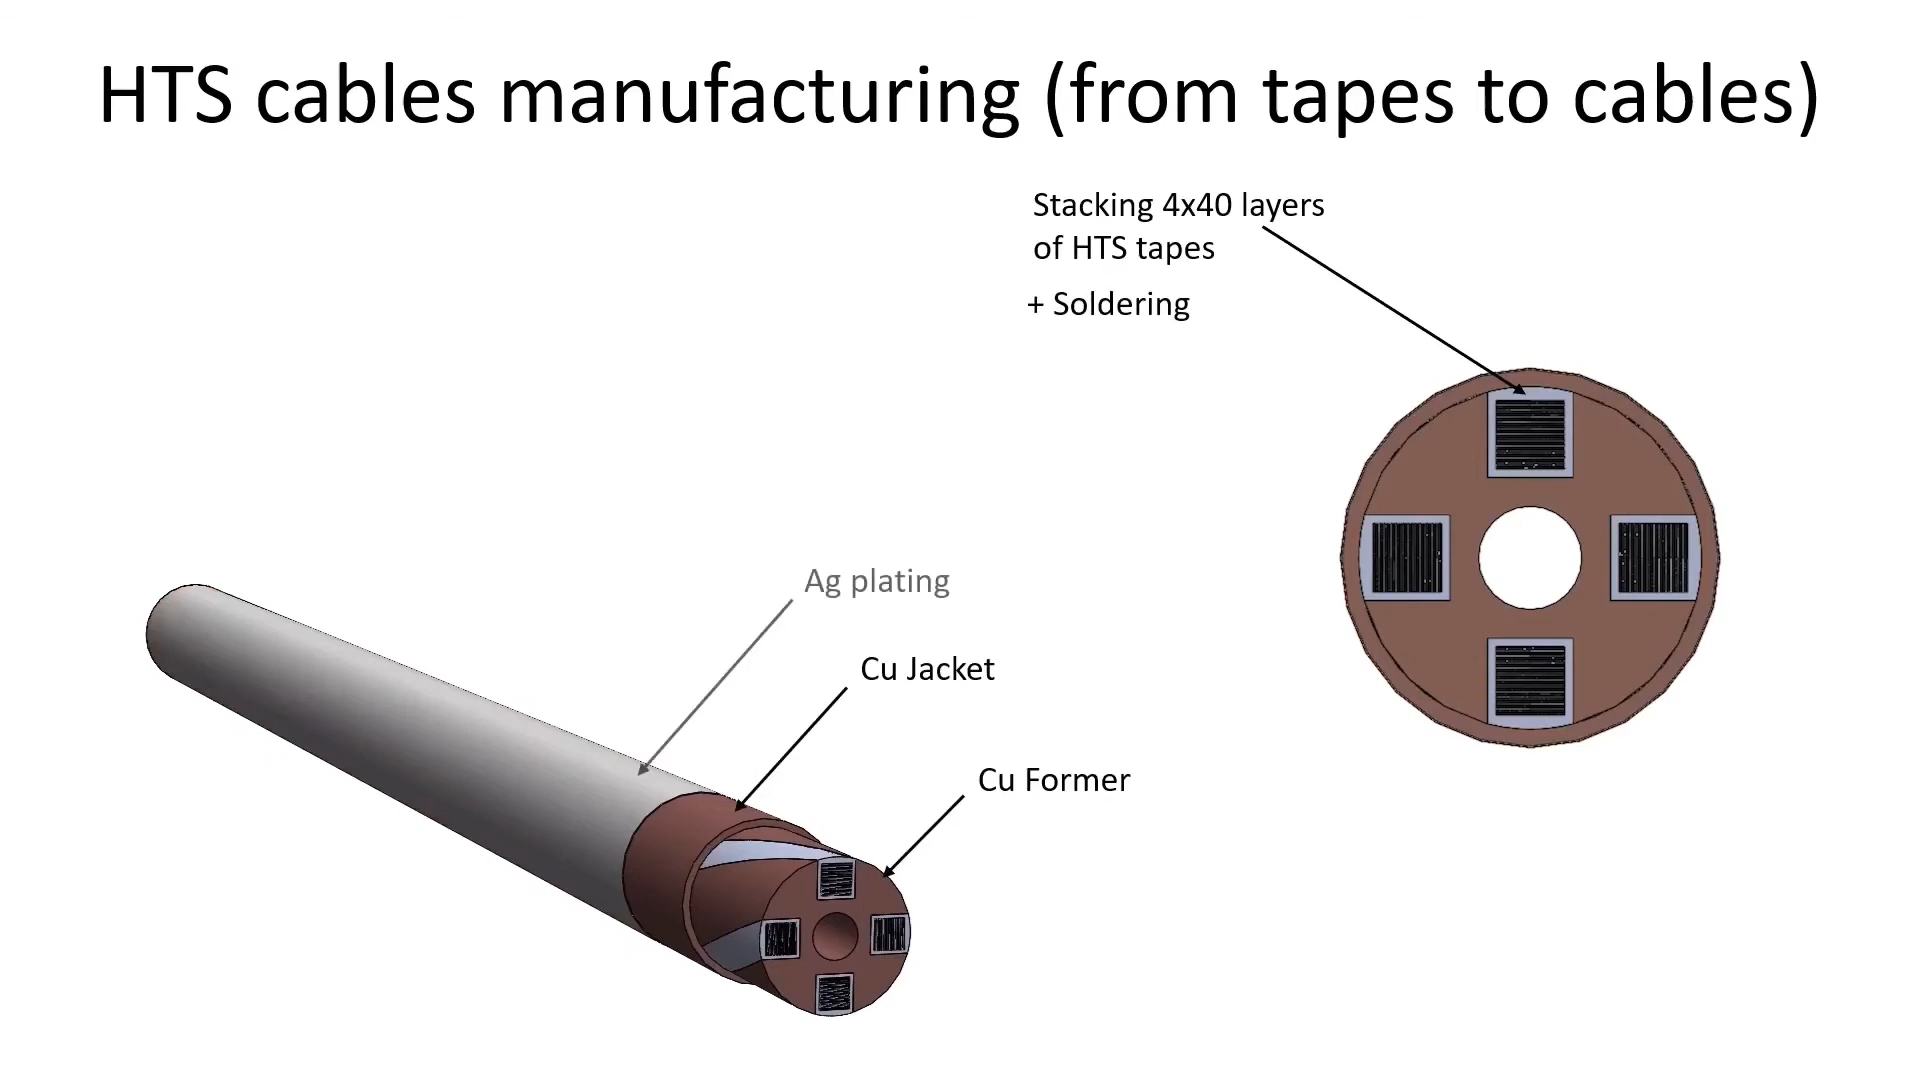 HTS cables manufacturing (from tapes to cables)
Stacking 4x40 layers
of HTS tapes
+ Soldering
Ag plating
Cu Jacket
Cu Former